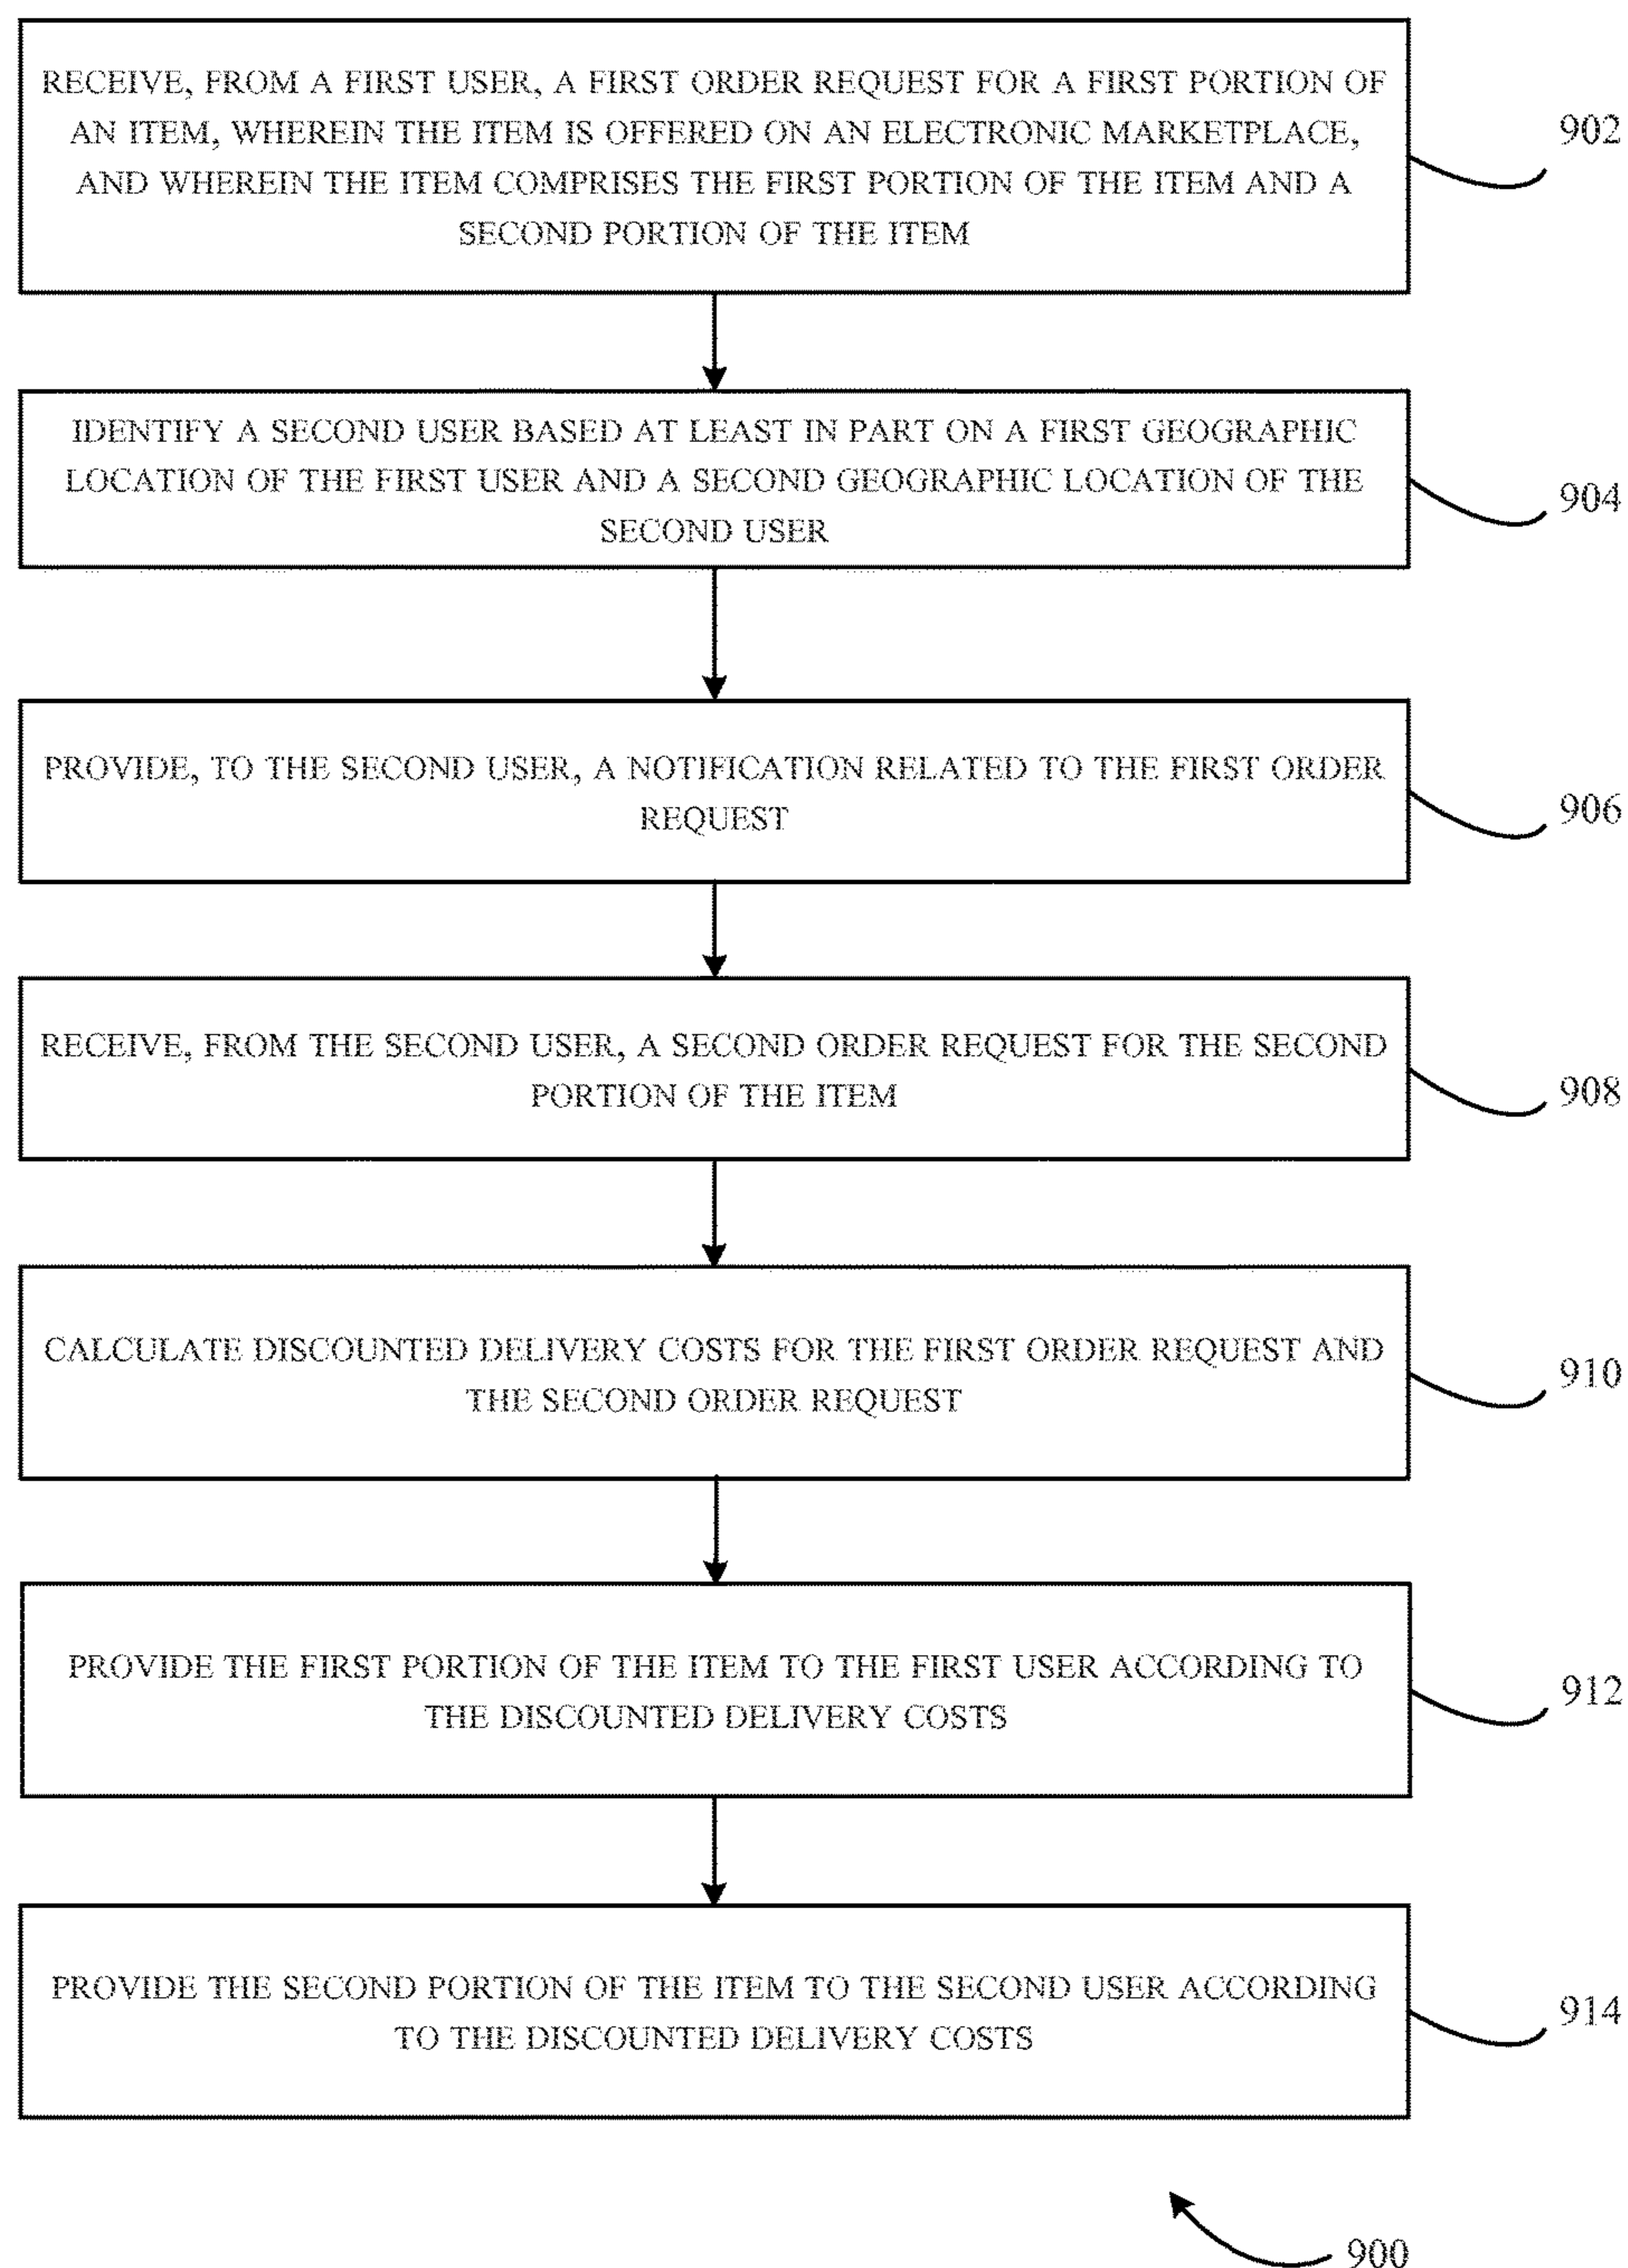 RECEIVE, FROM A FIRST USER, A FIRST ORDER REQUEST FOR A FIRST PORTION OF
AN ITEM, WHEREIN THE ITEM IS OFFERED ON AN ELECTRONIC MARKETPLACE,
AND WHEREIN THE ITEM COMPRISES THE FIRST PORTION OF THE ITEM AND A
SECOND PORTION OF THE ITEM
902
IDENTIFY A SECOND USER BASED AT LEAST IN PART ON A FIRST GEOGRAPHIC
LOCATION OF THE FIRST USER AND A SECOND GEOGRAPHIC LOCATION OF THE
SECOND USER
904
PROVIDE, TO THE SECOND USER, A NOTIFICATION RELATED TO THE FIRST ORDER
REQUEST
906
RECEIVE, FROM THE SECOND USER, A SECOND ORDER REQUEST FOR THE SECOND
PORTION OF THE ITEM
908
CALCULATE DISCOUNTED DELIVERY COSTS FOR THE FIRST ORDER REQUEST AND
THE SECOND ORDER REQUEST
910
PROVIDE THE FIRST PORTION OF THE ITEM TO THE FIRST USER ACCORDING TO
THE DISCOUNTED DELIVERY COSTS
912
PROVIDE THE SECOND PORTION OF THE ITEM TO THE SECOND USER ACCORDING
TO THE DISCOUNTED DELIVERY COSTS
914
900